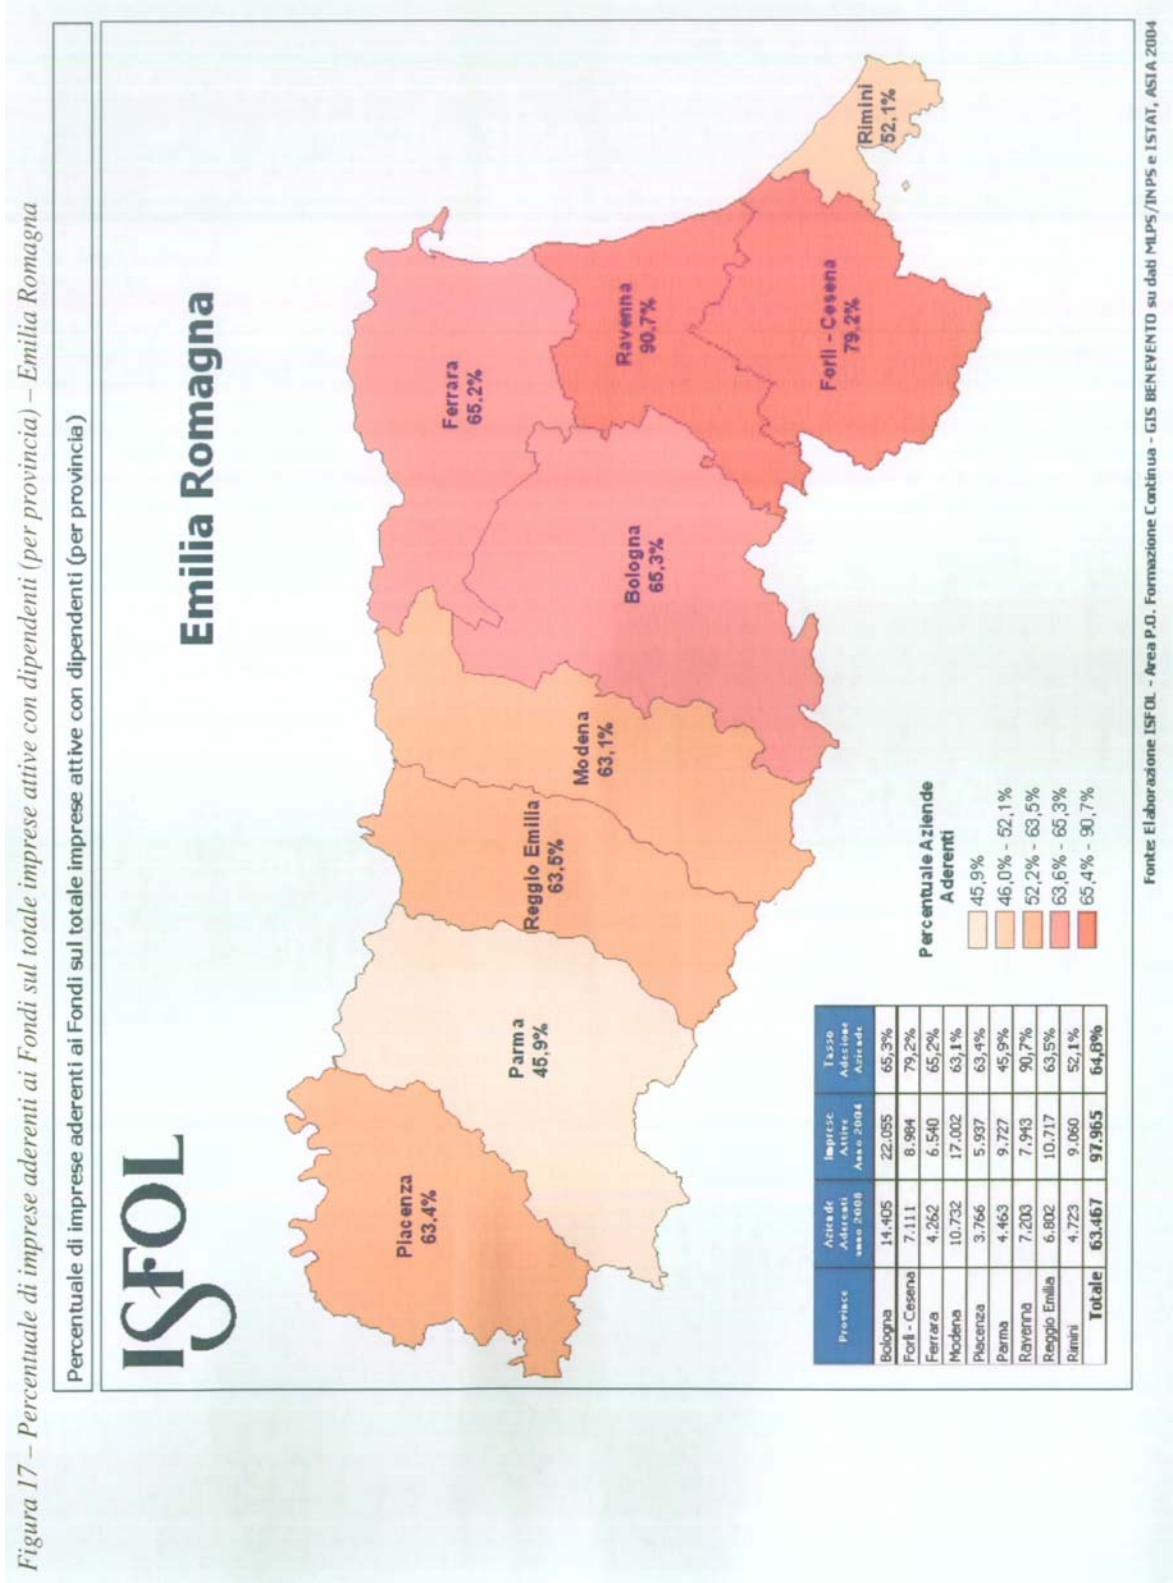 Figura 17 – Percentuale di imprese aderenti ai Fondi sul totale imprese attive con dipendenti (per provincia) – Emilia Romagna
Percentuale di imprese aderenti ai Fondi sul totale imprese attive con dipendenti (per provincia)
ISFOL
Emilia Romagna
Piacenza
63,4%
Parma
45,9%
Reggio Emilia
63,5%
Modena
63,1%
Bologna
65,3%
Ferrara
65.2%
Ravenna
90,7%
Forlì - Cesena
79,2%
Rimini
52,1%
Province Aziende Aderenti anno 2008 Imprese Attive Anno 2004 Tasso Adesione Aziende
Bologna 14.405 22.055 65,3%
Forlì - Cesena 7.111 8.984 79,2%
Ferrara 4.262 6.540 65,2%
Modena 10.732 17.002 63,1%
Piacenza 3.766 5.937 63,4%
Parma 4.463 9.727 45,9%
Ravenna 7.203 7.943 90,7%
Reggio Emilia 6.802 10.717 63,5%
Rimini 4.723 9.060 52,1%
Totale 63.467 97.965 64,8%
Percentuale Aziende
Aderenti
45,9%
46,0% - 52,1%
52,2% - 63,5%
63,6% - 65,3%
65,4% - 90,7%
Fonte: Elaborazione ISFOL - Area P.O. Formazione Continua - GIS BENEVENTO su dati MLPS/INPS e ISTAT, ASIA 2004